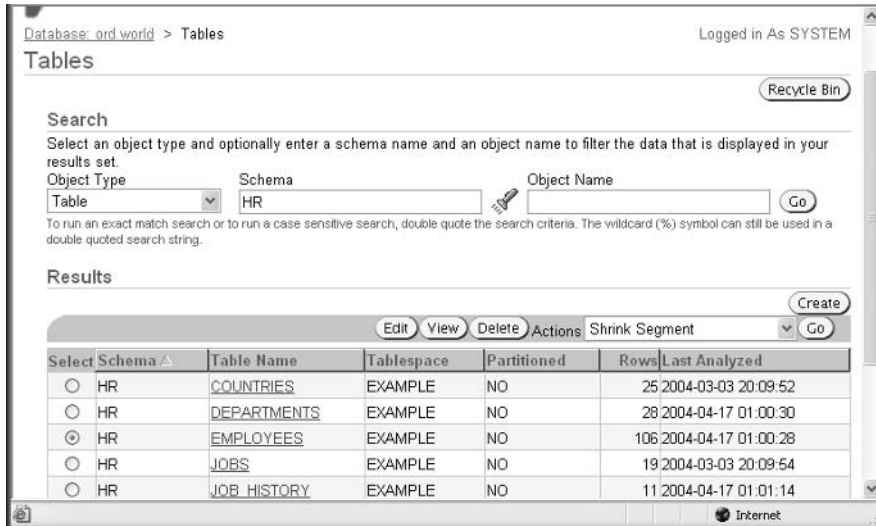 Database: ord.world > Tables
Logged in As SYSTEM
Tables
Recycle Bin
Search
Select an object type and optionally enter a schema name and an object name to filter the data that is displayed in your
results set.
Object Type Schema Object Name
Table HR Go
To run an exact match search or to run a case sensitive search, double quote the search criteria. The wildcard (%) symbol can still be used in a
double quoted search string.
Results
Create
Edit View Delete Actions Shrink Segment Go
Select Schema Table Name Tablespace Partitioned Rows Last Analyzed
HR COUNTRIES EXAMPLE NO 25 2004-03-03 20:09:52
HR DEPARTMENTS EXAMPLE NO 28 2004-04-17 01:00:30
HR EMPLOYEES EXAMPLE NO 106 2004-04-17 01:00:28
HR JOBS EXAMPLE NO 19 2004-03-03 20:09:54
HR JOB_HISTORY EXAMPLE NO 11 2004-04-17 01:01:14
Internet